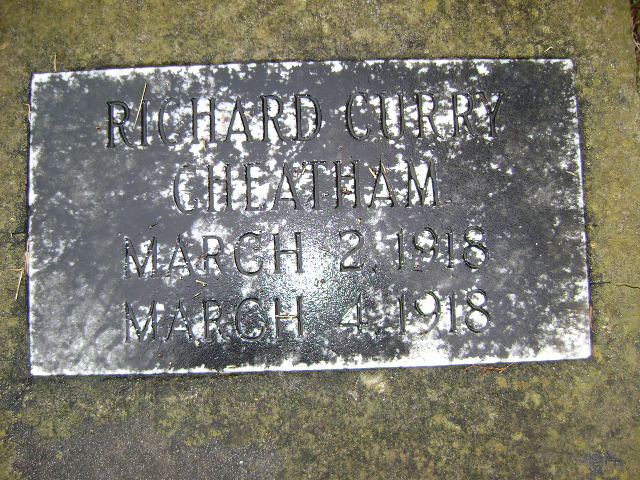 RICHARD CURRY
CHEATHAM
MARCH 2, 1918
MARCH 4, 1918